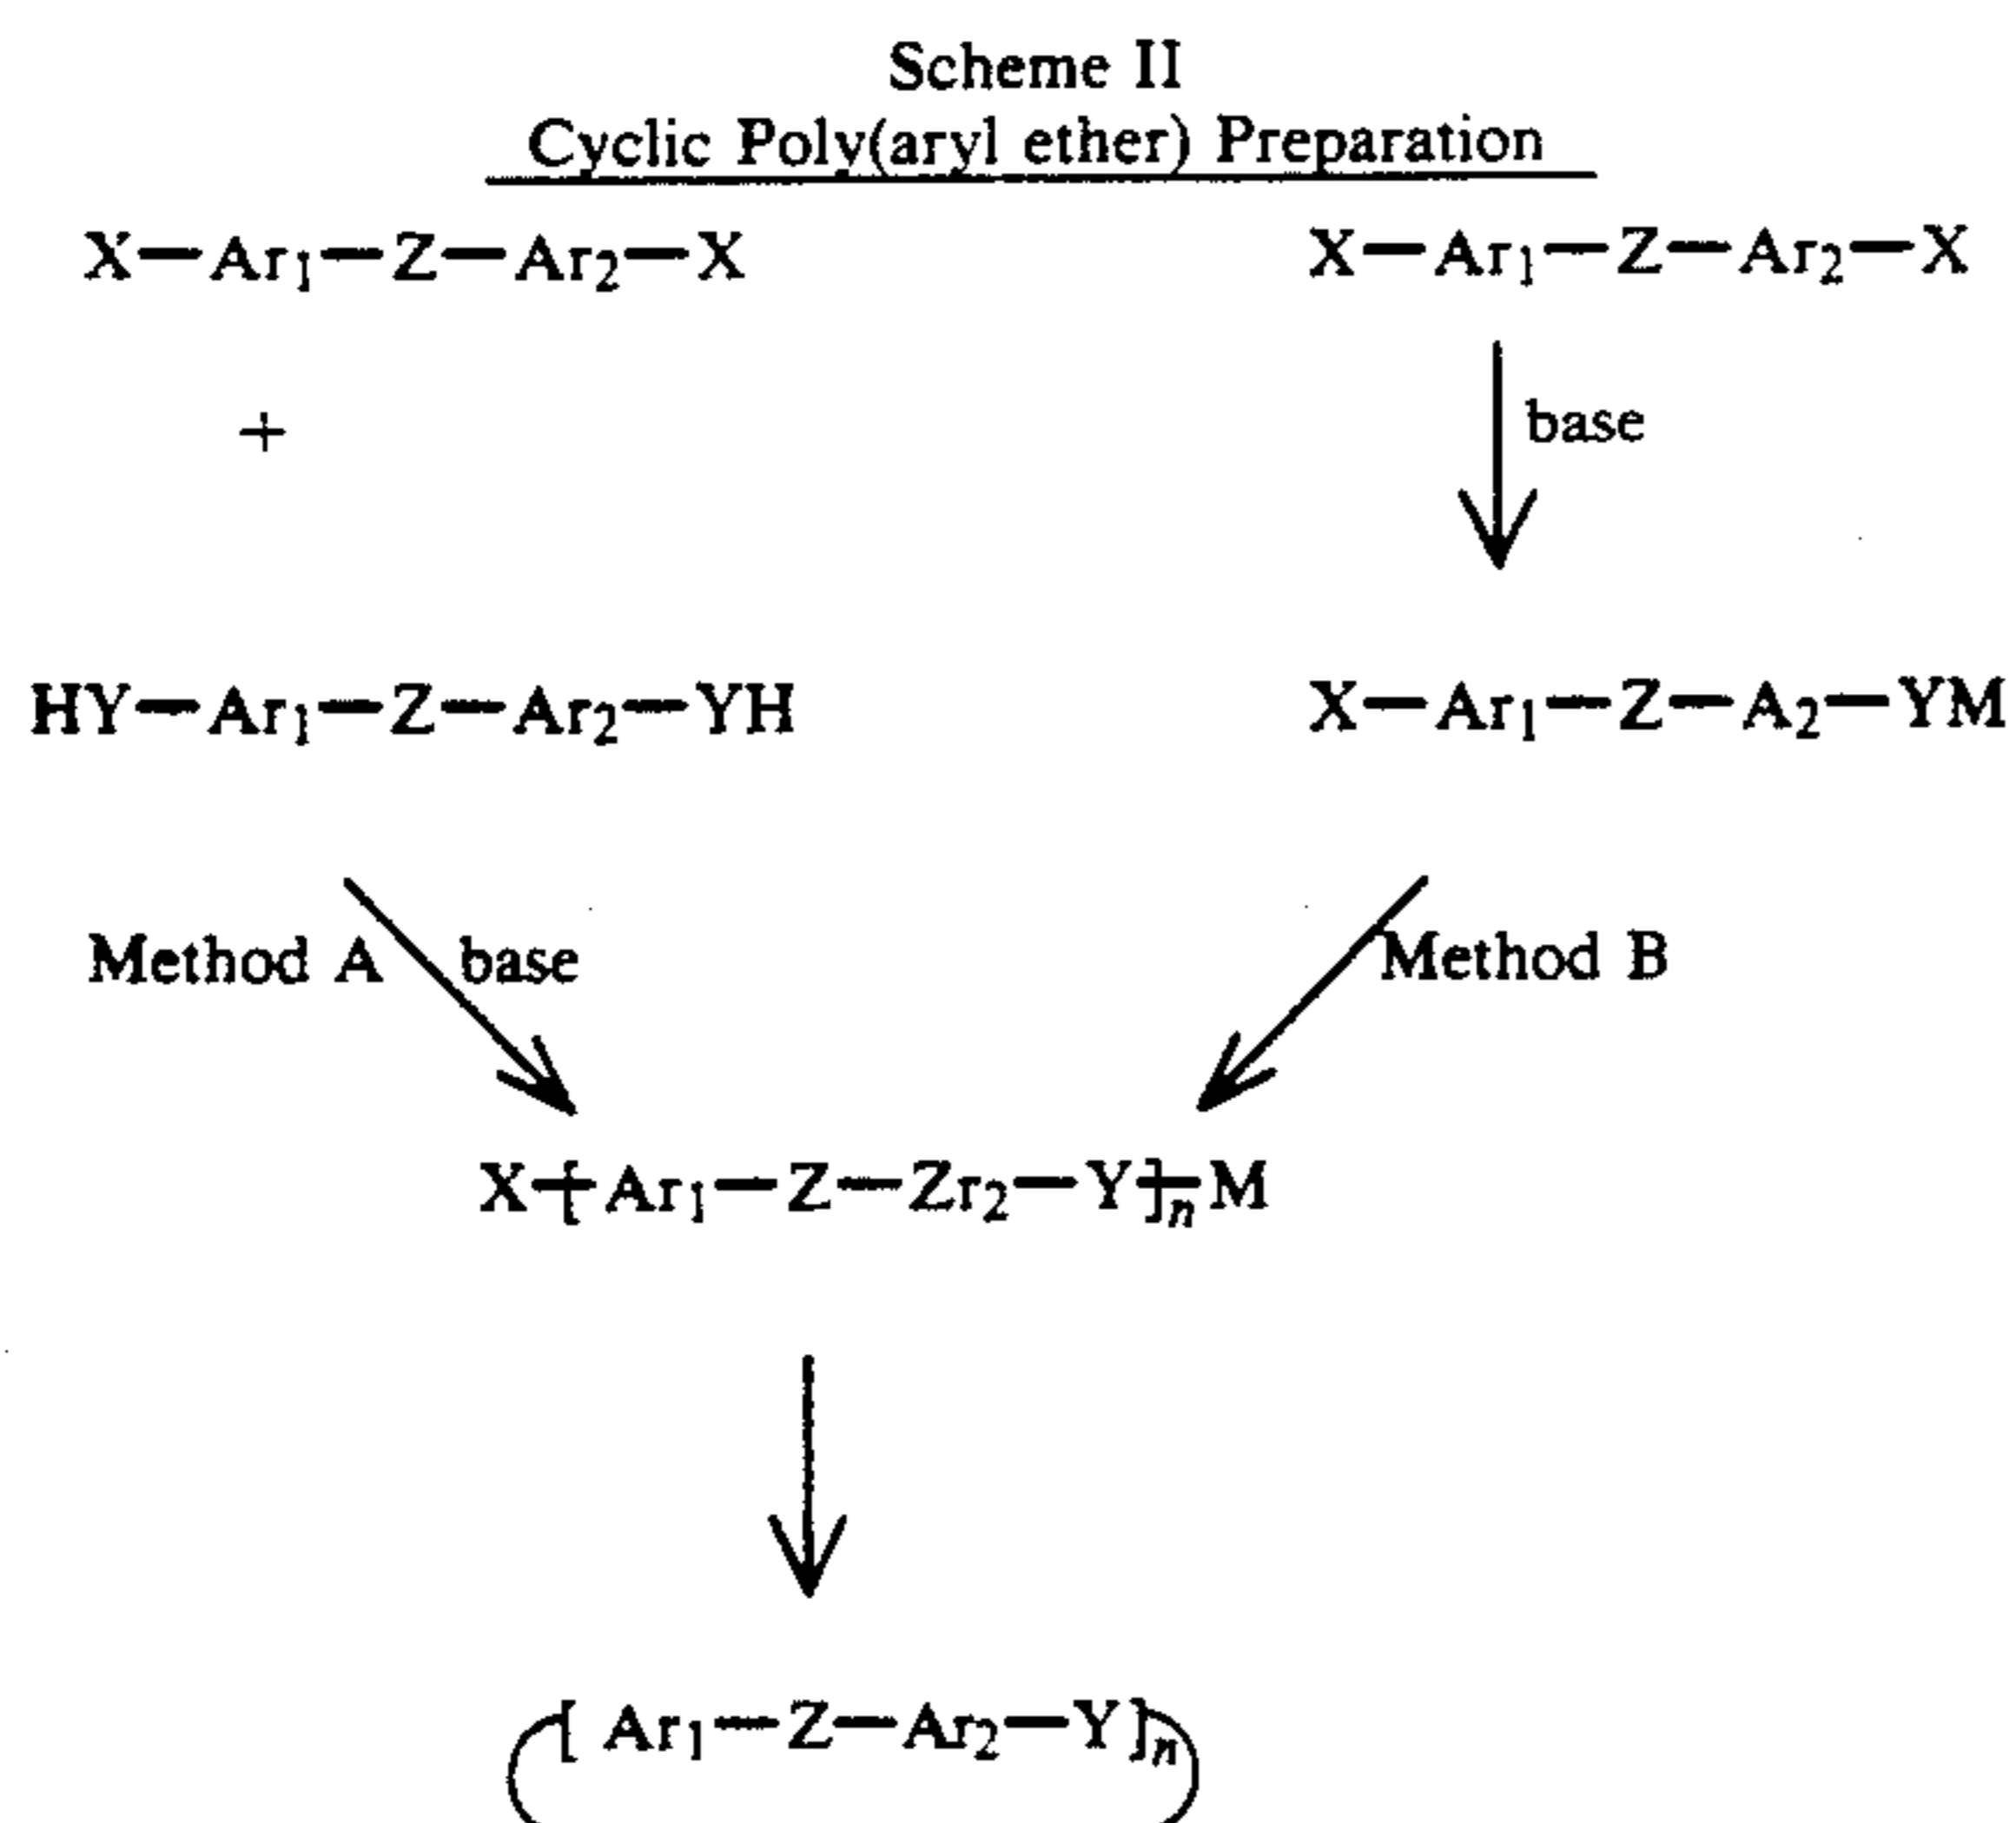 Scheme II
Cyclic Poly(aryl ether) Preparation
X—Ar₁—Z—Ar₂—X
X—Ar₁—Z—Ar₂—X
+
base
HY—Ar₁—Z—Ar₂—YH
X—Ar₁—Z—A₂—YM
Method A
base
Method B
X-[Ar₁—Z—Zr₂—Y]ₙ-M
[ Ar₁—Z—Ar₂—Y]ₙ